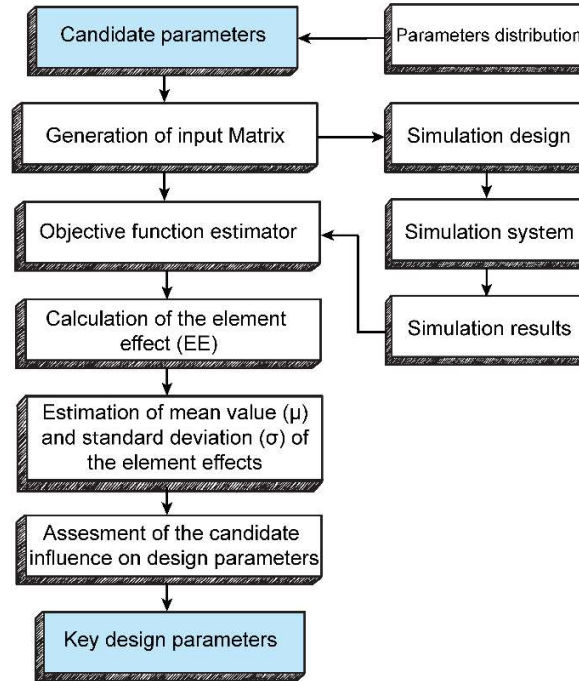 Candidate parameters
Parameters distribution
Generation of input Matrix
Simulation design
Objective function estimator
Simulation system
Calculation of the element
effect (EE)
Simulation results
Estimation of mean value (μ)
and standard deviation (σ) of
the element effects
Assesment of the candidate
influence on design parameters
Key design parameters